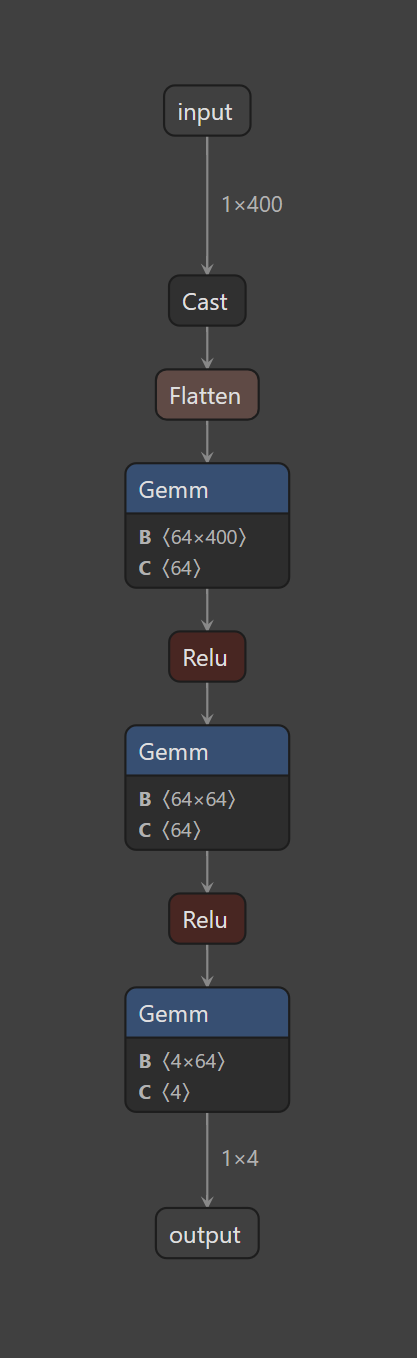 input
1×400
Cast
Flatten
Gemm
B 〈64×400〉
C 〈64〉
Relu
Gemm
B 〈64×64〉
C 〈64〉
Relu
Gemm
B 〈4×64〉
C 〈4〉
1×4
output